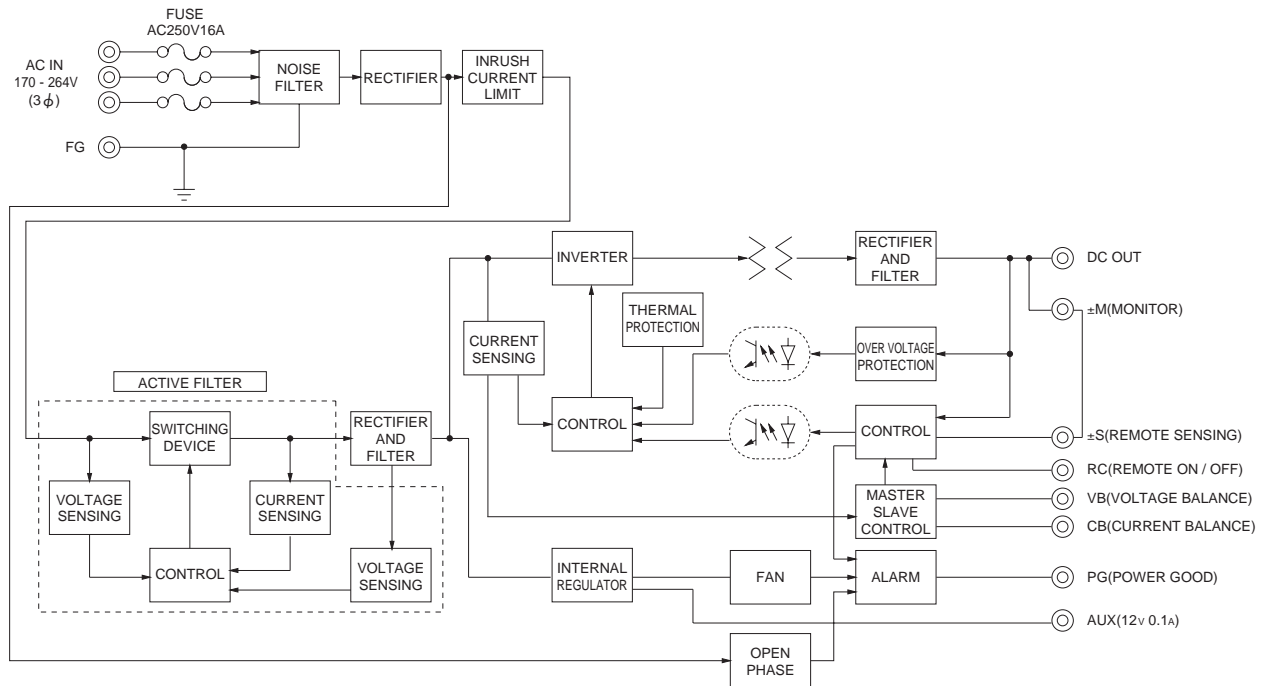 FUSE
AC250V16A
AC IN
170 - 264V
(3ϕ)
NOISE
FILTER
RECTIFIER
INRUSH
CURRENT
LIMIT
FG
INVERTER
RECTIFIER
AND
FILTER
DC OUT
±M(MONITOR)
THERMAL
PROTECTION
CURRENT
SENSING
OVER VOLTAGE
PROTECTION
ACTIVE FILTER
SWITCHING
DEVICE
RECTIFIER
AND
FILTER
CONTROL
CONTROL
±S(REMOTE SENSING)
RC(REMOTE ON / OFF)
VOLTAGE
SENSING
CURRENT
SENSING
MASTER
SLAVE
CONTROL
VB(VOLTAGE BALANCE)
CB(CURRENT BALANCE)
CONTROL
VOLTAGE
SENSING
INTERNAL
REGULATOR
FAN
ALARM
PG(POWER GOOD)
AUX(12V 0.1A)
OPEN
PHASE